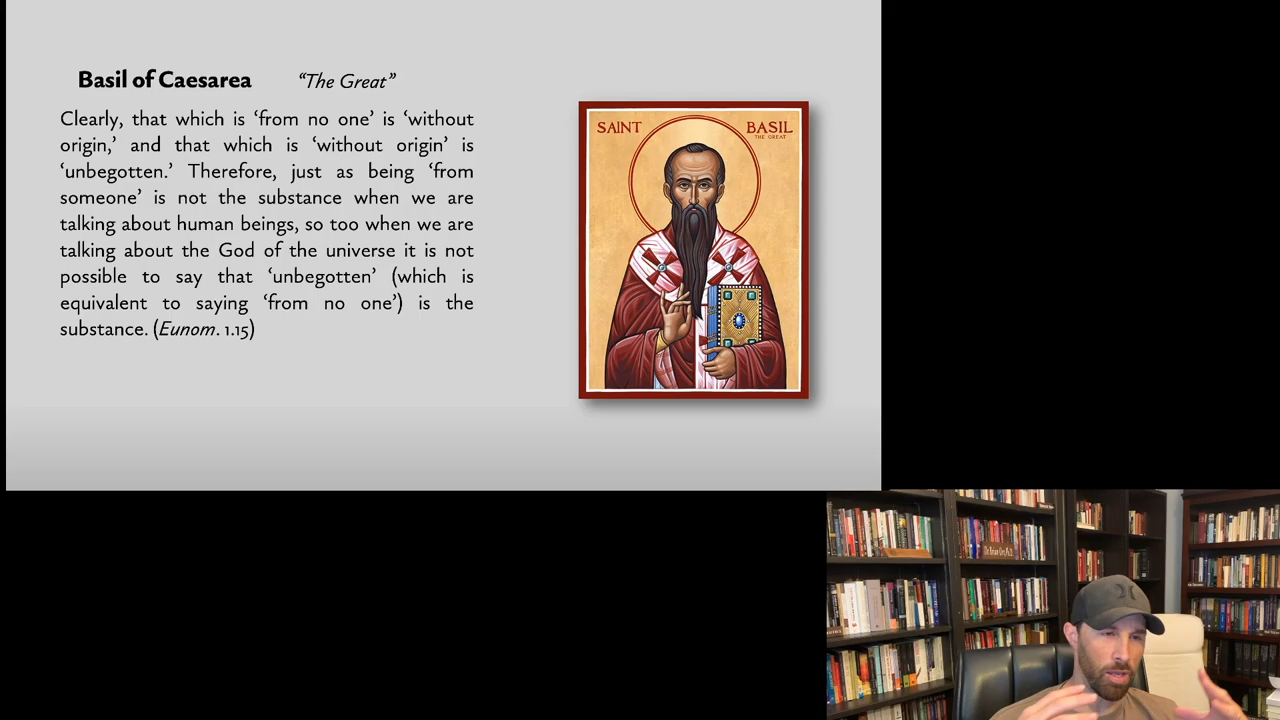 Basil of Caesarea “The Great”
Clearly, that which is ‘from no one’ is ‘without
origin,’ and that which is ‘without origin’ is
‘unbegotten.’ Therefore, just as being ‘from
someone’ is not the substance when we are
talking about human beings, so too when we are
talking about the God of the universe it is not
possible to say that ‘unbegotten’ (which is
equivalent to saying ‘from no one’) is the
substance. (Eunom. 1.15)
SAINT BASIL
THE GREAT